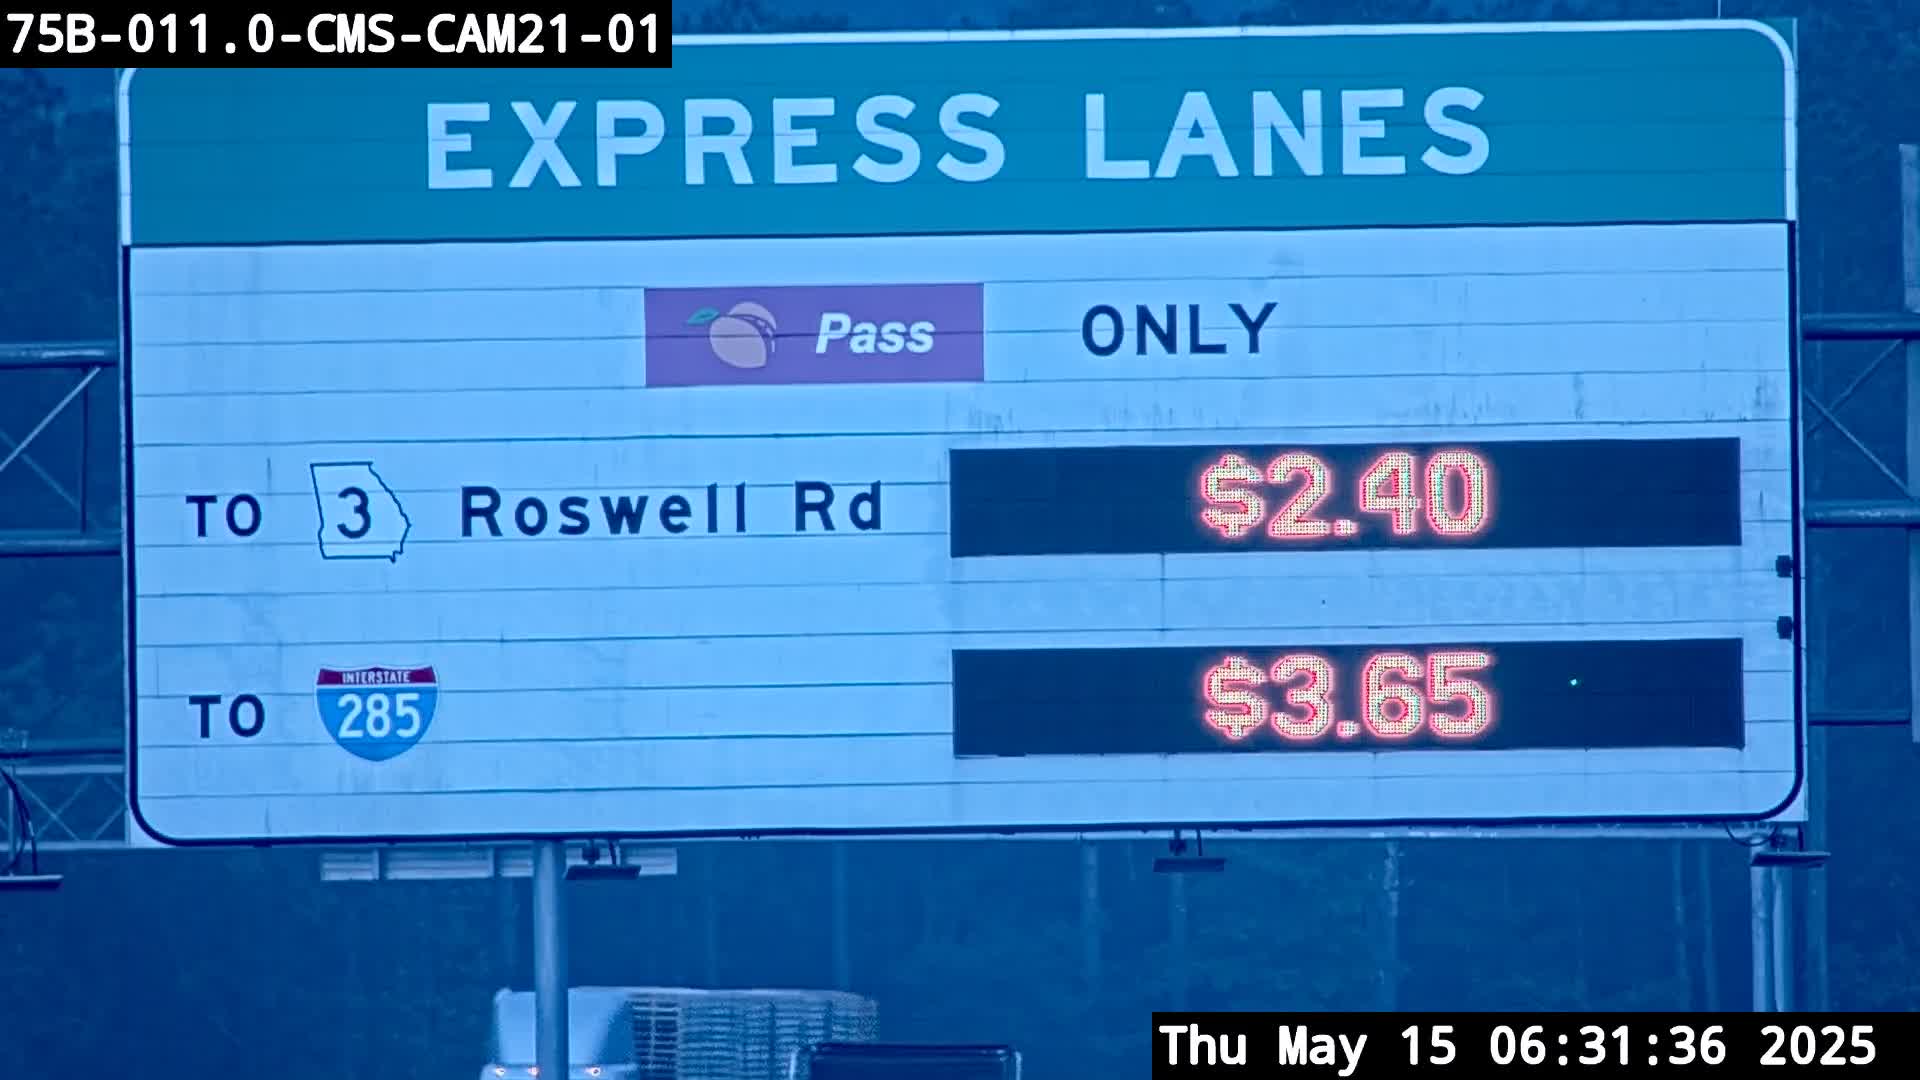 75B-011.0-CMS-CAM21-01
EXPRESS LANES
Pass ONLY
TO 3 Roswell Rd $2.40
TO INTERSTATE 285 $3.65
Thu May 15 06:31:36 2025